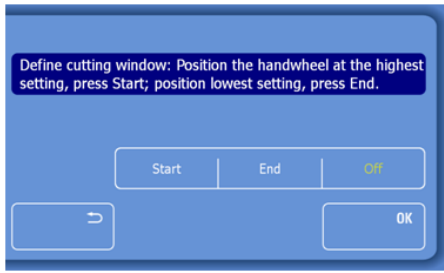 Define cutting window: Position the handwheel at the highest
setting, press Start; position lowest setting, press End.
Start
End
Off
OK